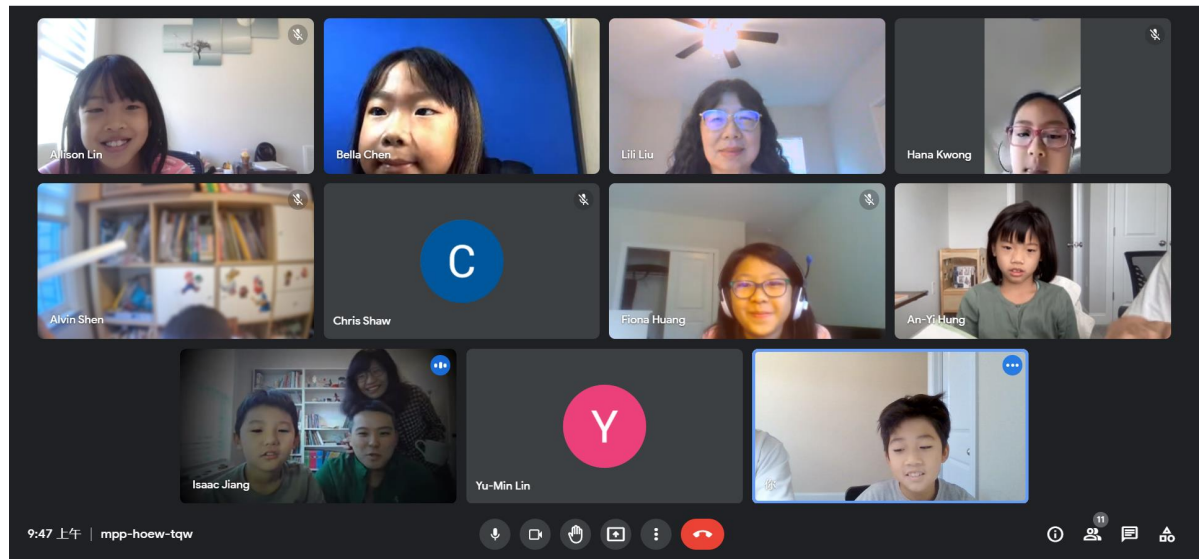 Allison Lin
Bella Chen
Lili Liu
Hana Kwong
Alvin Shen
C
Chris Shaw
Fiona Huang
An-Yi Hung
Isaac Jiang
Y
Yu-Min Lin
你
11
9:47 上午 | mpp-hoew-tqw